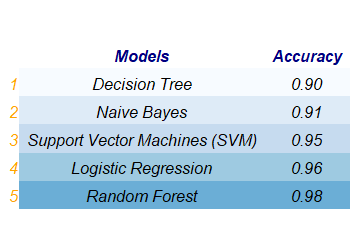 Models Accuracy
1 Decision Tree 0.90
2 Naive Bayes 0.91
3 Support Vector Machines (SVM) 0.95
4 Logistic Regression 0.96
5 Random Forest 0.98